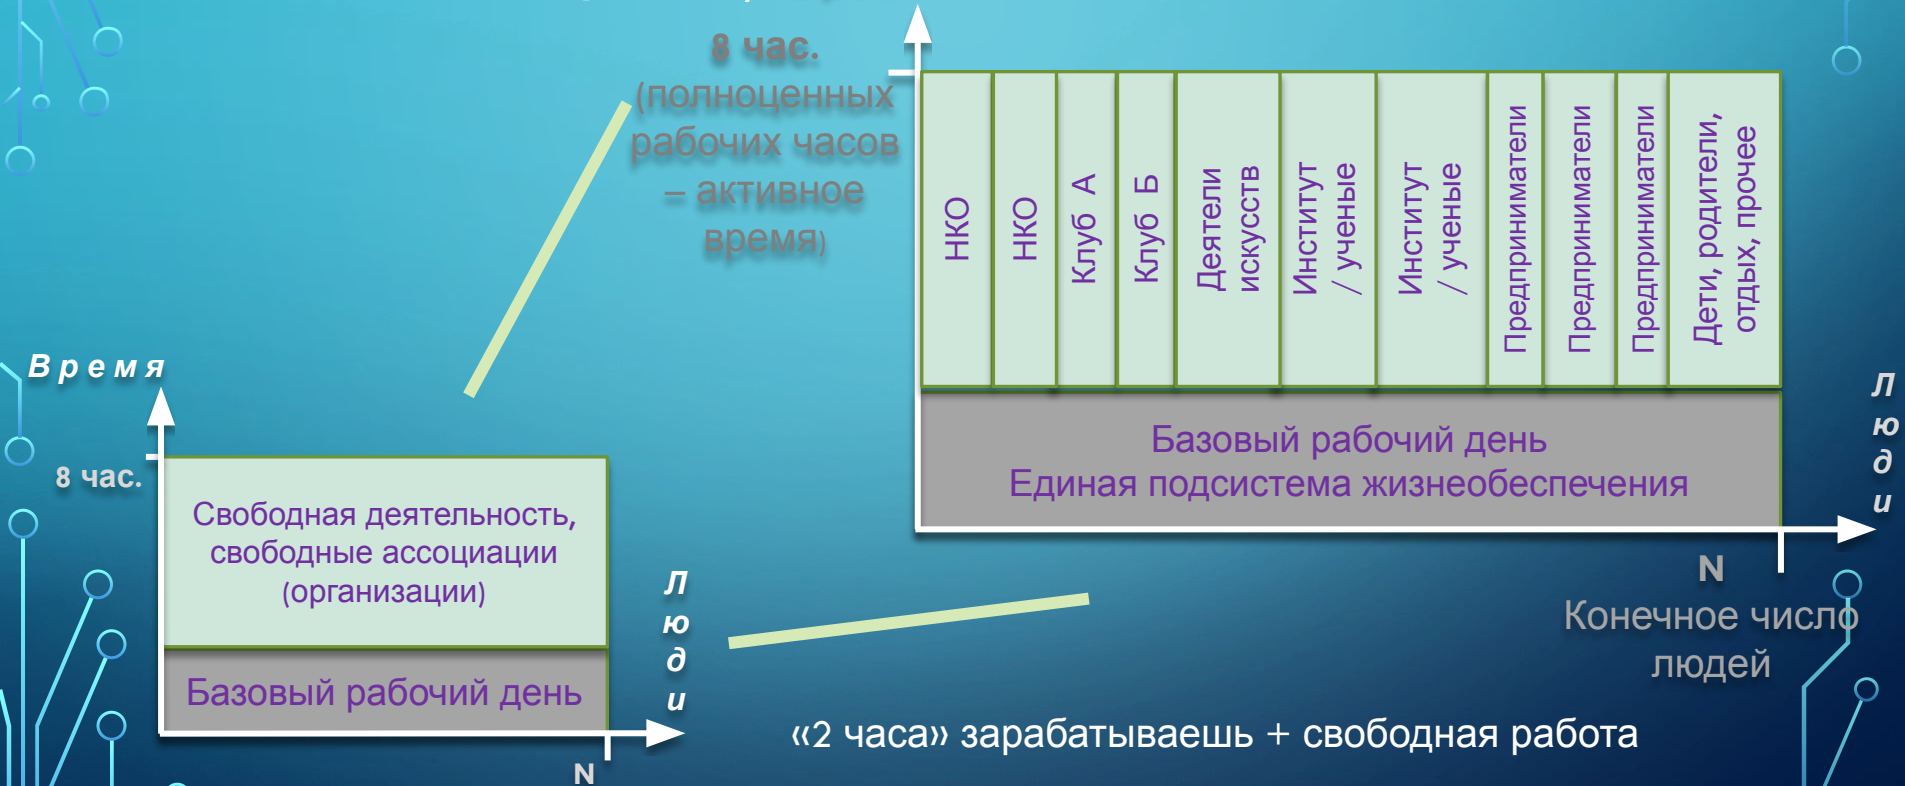 8 час.
(полноценных
рабочих часов
– активное
время)
НКО
НКО
Клуб А
Клуб Б
Деятели
искусств
Институт
/ ученые
Институт
/ ученые
Предприниматели
Предприниматели
Предприниматели
Дети, родители,
отдых, прочее
Базовый рабочий день
Единая подсистема жизнеобеспечения
Люди
N
Конечное число
людей
Время
8 час.
Свободная деятельность,
свободные ассоциации
(организации)
Базовый рабочий день
Люди
N
«2 часа» зарабатываешь + свободная работа